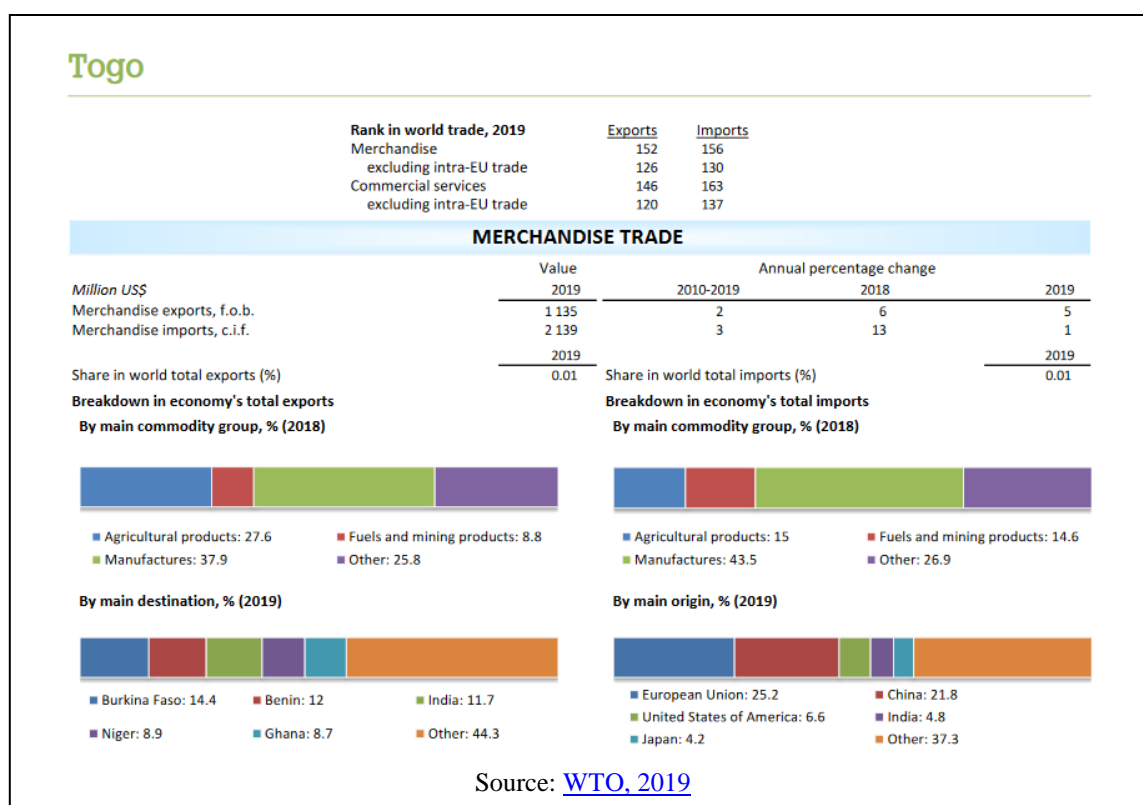 Togo
Rank in world trade, 2019 Exports Imports
Merchandise 152 156
excluding intra-EU trade 126 130
Commercial services 146 163
excluding intra-EU trade 120 137
MERCHANDISE TRADE
Value Annual percentage change
Million US$ 2019 2010-2019 2018 2019
Merchandise exports, f.o.b. 1 135 2 6 5
Merchandise imports, c.i.f. 2 139 3 13 1
2019 2019
Share in world total exports (%) 0.01 Share in world total imports (%) 0.01
Breakdown in economy's total exports Breakdown in economy's total imports
By main commodity group, % (2018) By main commodity group, % (2018)
Agricultural products: 27.6 Fuels and mining products: 8.8 Agricultural products: 15 Fuels and mining products: 14.6
Manufactures: 37.9 Other: 25.8 Manufactures: 43.5 Other: 26.9
By main destination, % (2019) By main origin, % (2019)
Burkina Faso: 14.4 Benin: 12 India: 11.7 European Union: 25.2 China: 21.8
United States of America: 6.6 India: 4.8
Niger: 8.9 Ghana: 8.7 Other: 44.3 Japan: 4.2 Other: 37.3
Source: WTO, 2019